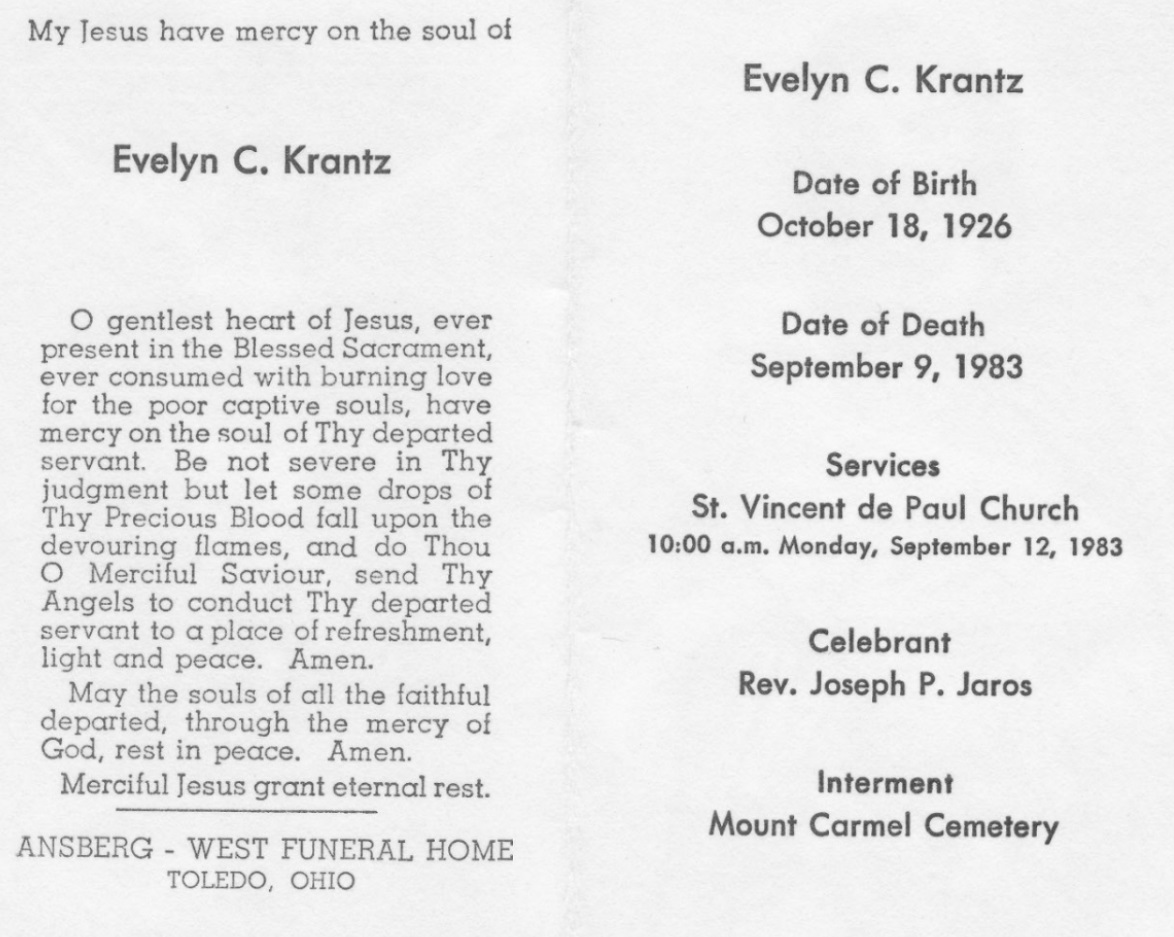 My Jesus have mercy on the soul of
Evelyn C. Krantz
O gentlest heart of Jesus, ever
present in the Blessed Sacrament,
ever consumed with burning love
for the poor captive souls, have
mercy on the soul of Thy departed
servant. Be not severe in Thy
judgment but let some drops of
Thy Precious Blood fall upon the
devouring flames, and do Thou
O Merciful Saviour, send Thy
Angels to conduct Thy departed
servant to a place of refreshment,
light and peace. Amen.
May the souls of all the faithful
departed, through the mercy of
God, rest in peace. Amen.
Merciful Jesus grant eternal rest.
ANSBERG - WEST FUNERAL HOME
TOLEDO, OHIO
Evelyn C. Krantz
Date of Birth
October 18, 1926
Date of Death
September 9, 1983
Services
St. Vincent de Paul Church
10:00 a.m. Monday, September 12, 1983
Celebrant
Rev. Joseph P. Jaros
Interment
Mount Carmel Cemetery